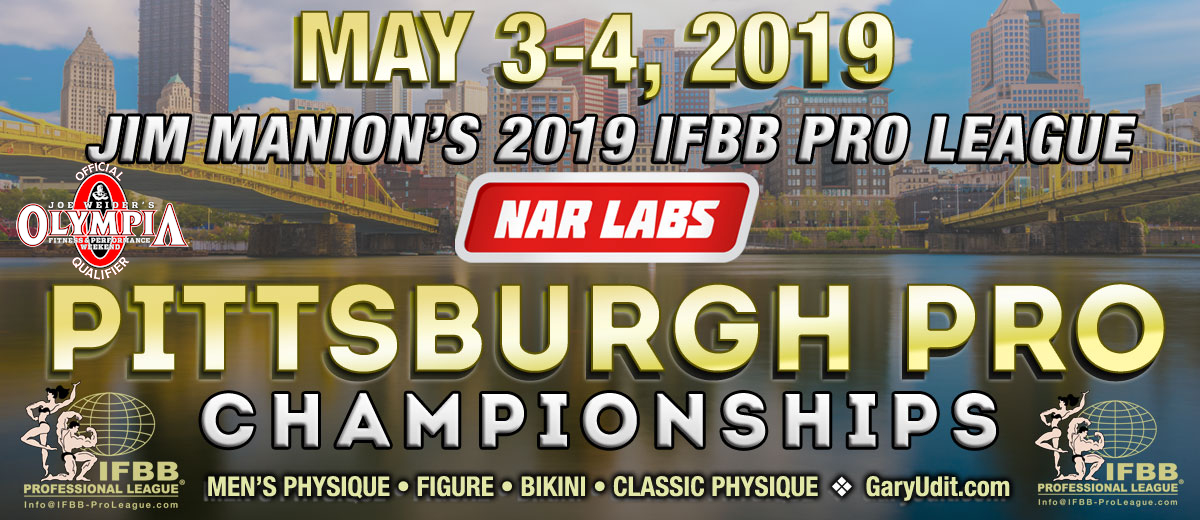 MAY 3-4, 2019
JIM MANION'S 2019 IFBB PRO LEAGUE
OFFICIAL
JOE WEIDER'S
OLYMPIA
FITNESS & PERFORMANCE
WEEKEND
QUALIFIER
NAR LABS
PITTSBURGH PRO
CHAMPIONSHIPS
IFBB
PROFESSIONAL LEAGUE®
Info@IFBB-ProLeague.com
MEN'S PHYSIQUE • FIGURE • BIKINI • CLASSIC PHYSIQUE ❖ GaryUdit.com
IFBB
PROFESSIONAL LEAGUE®
Info@IFBB-ProLeague.com